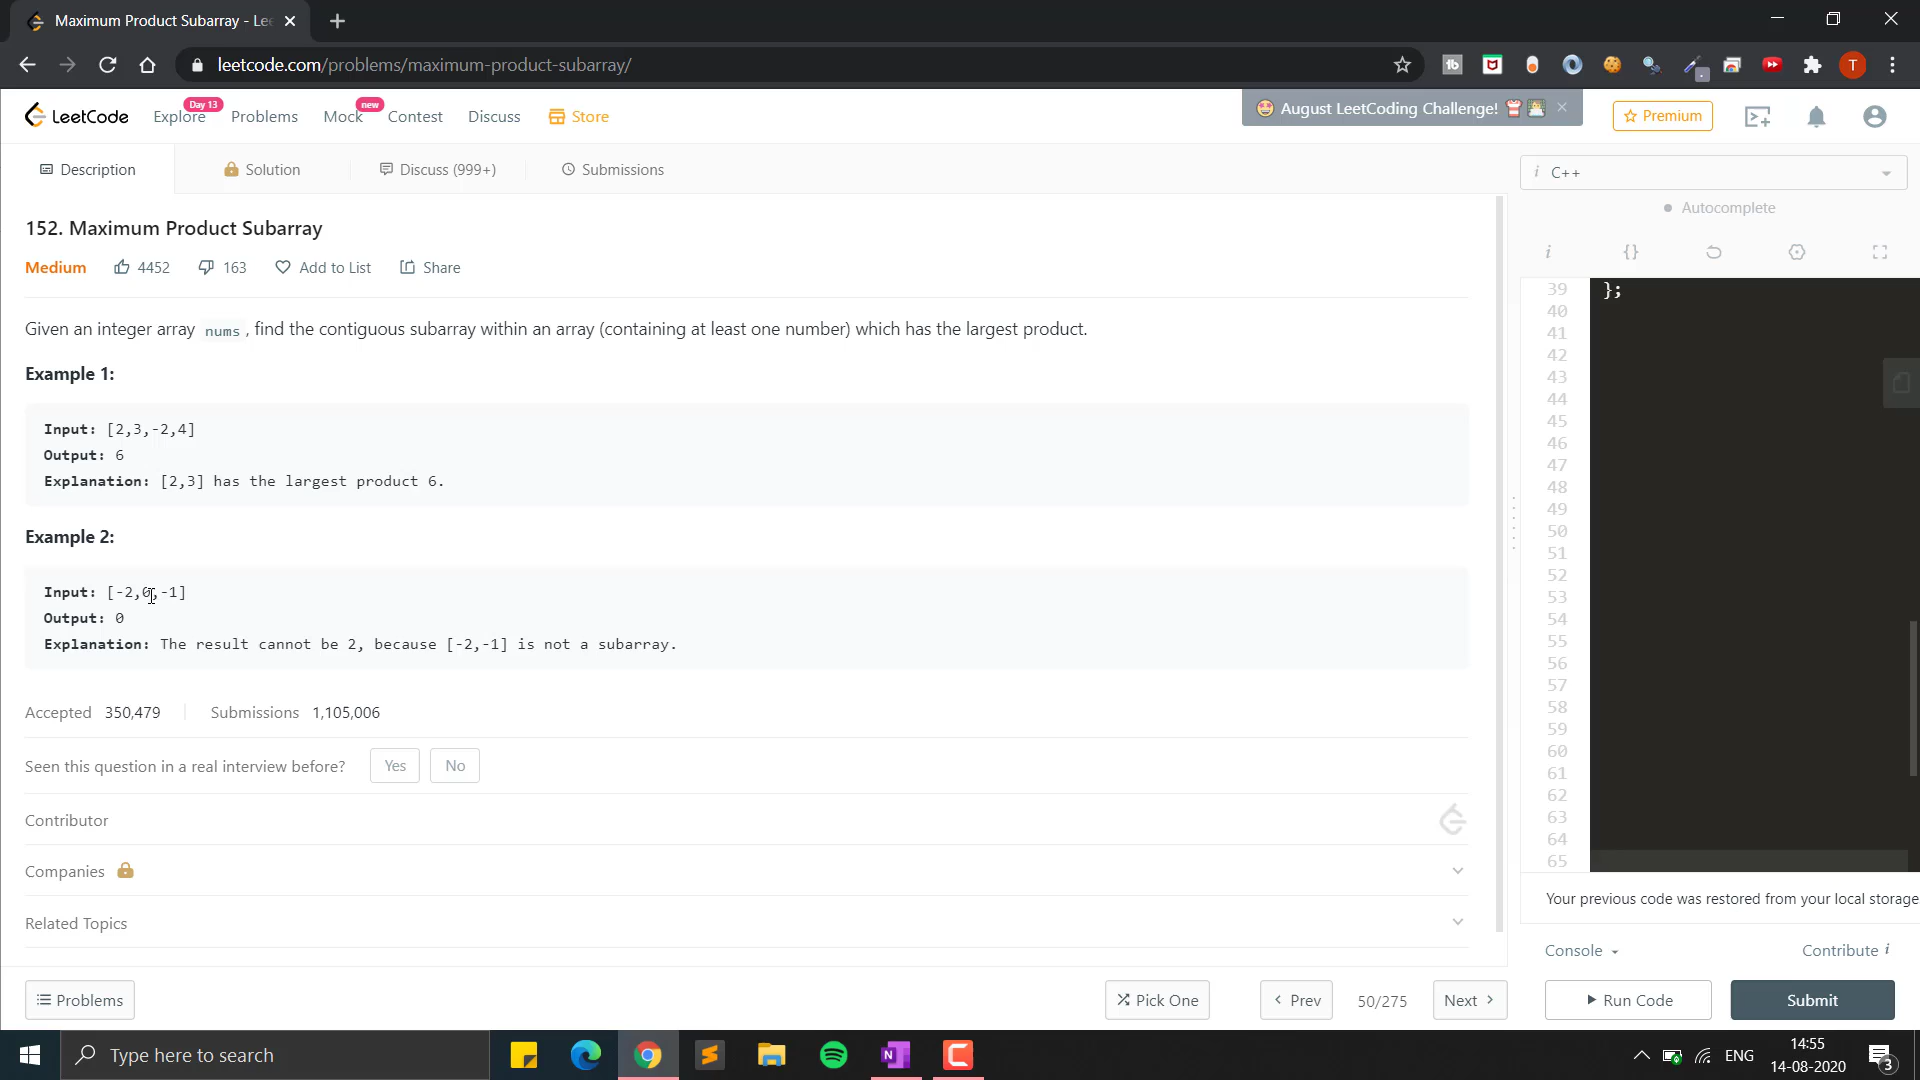 Maximum Product Subarray - Le
leetcode.com/problems/maximum-product-subarray/
T
LeetCode
Explore
Day 13
Problems
Mock
new
Contest
Discuss
Store
August LeetCoding Challenge!
Premium
Description
Solution
Discuss (999+)
Submissions
i C++
Autocomplete
152. Maximum Product Subarray
Medium
4452
163
Add to List
Share
i
{}
Given an integer array nums, find the contiguous subarray within an array (containing at least one number) which has the largest product.
Example 1:
Input: [2,3,-2,4]
Output: 6
Explanation: [2,3] has the largest product 6.
Example 2:
Input: [-2,0,-1]
Output: 0
Explanation: The result cannot be 2, because [-2,-1] is not a subarray.
39 };
40
41
42
43
44
45
46
47
48
49
50
51
52
53
54
55
56
57
58
59
60
61
62
63
64
65
Accepted 350,479
Submissions 1,105,006
Seen this question in a real interview before?
Yes
No
Contributor
Companies
Related Topics
Your previous code was restored from your local storage
Console
Contribute i
Problems
Pick One
Prev
50/275
Next
Run Code
Submit
Type here to search
ENG
14:55
14-08-2020
3